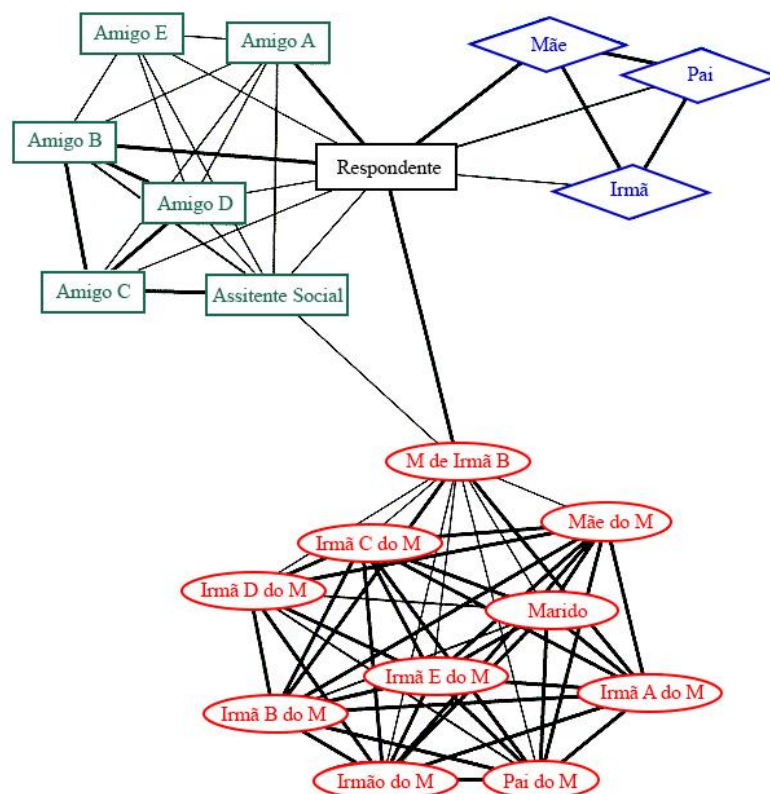 Amigo E
Amigo A
Mãe
Pai
Amigo B
Respondente
Irmã
Amigo D
Amigo C
Assitente Social
M de Irmã B
Mãe do M
Irmã C do M
Irmã D do M
Marido
Irmã E do M
Irmã A do M
Irmã B do M
Irmão do M
Pai do M